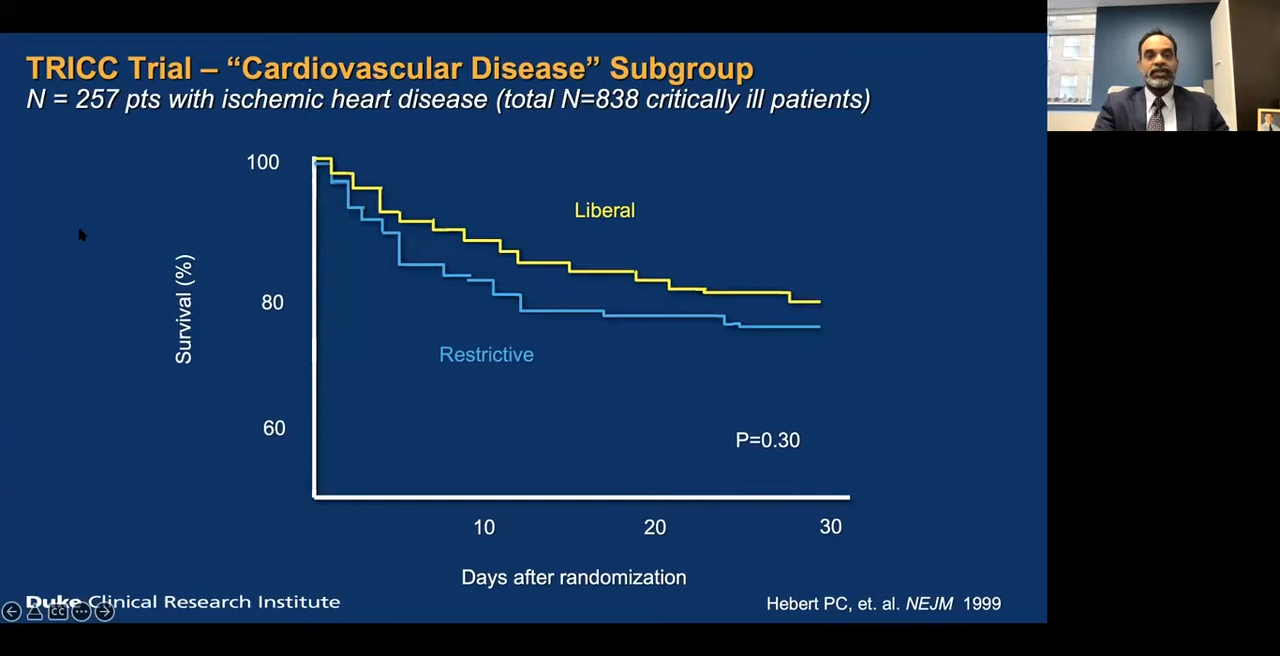 TRICC Trial – “Cardiovascular Disease” Subgroup
N = 257 pts with ischemic heart disease (total N=838 critically ill patients)
100
Liberal
Survival (%)
80
Restrictive
60
P=0.30
10
20
30
Days after randomization
Duke Clinical Research Institute
CC
Hebert PC, et. al. NEJM 1999